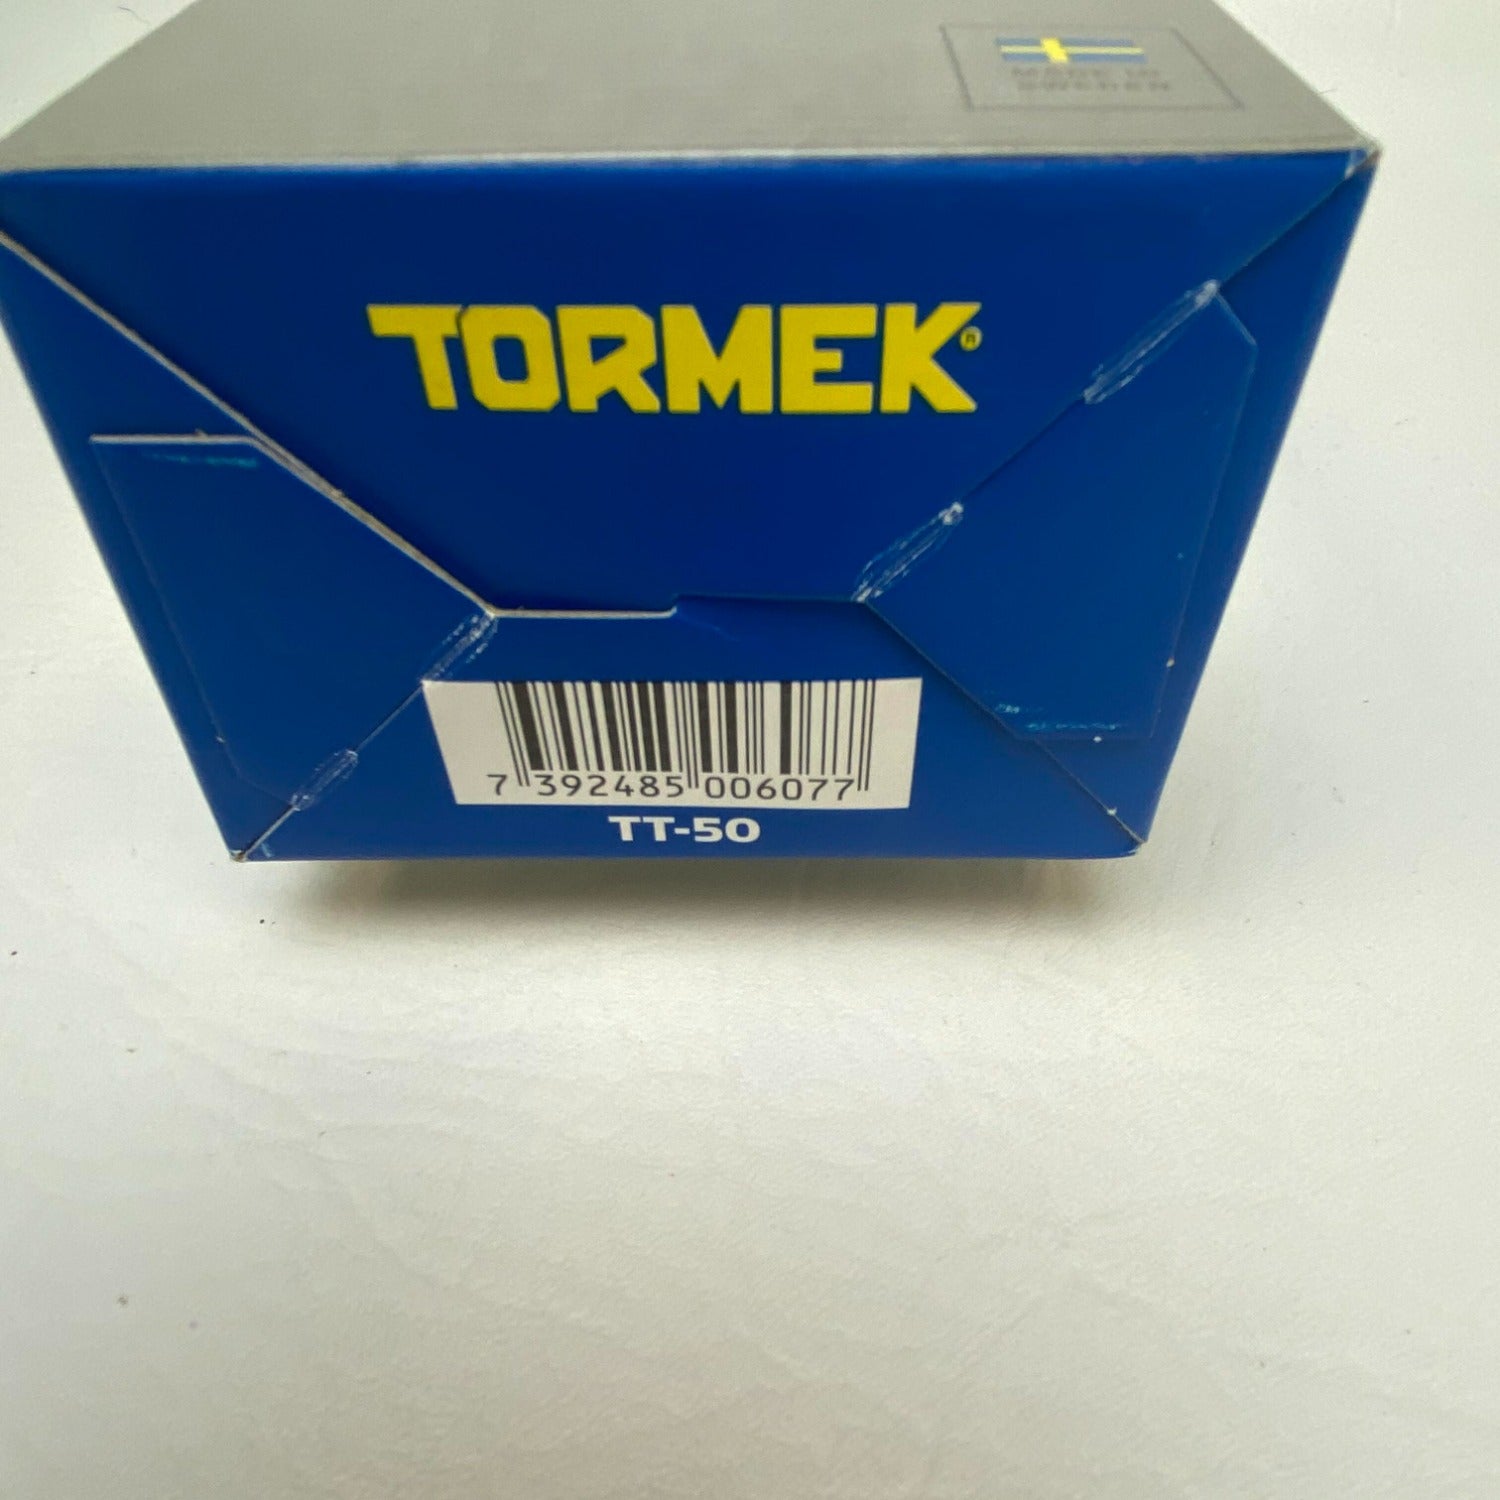 MADE IN
SWEDEN
TORMEK®
7 392485 006077
TT-50